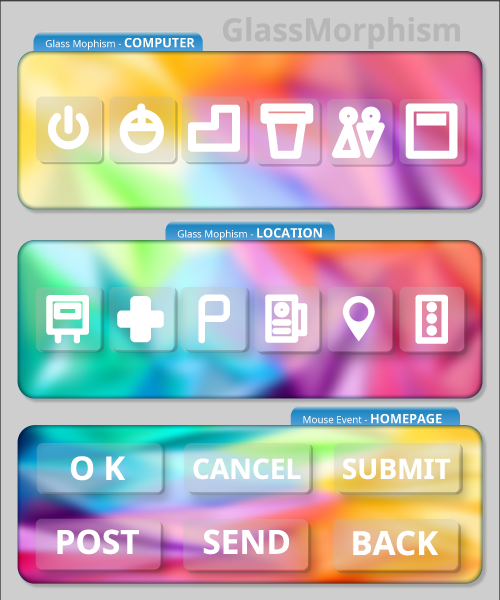 GlassMorphism
Glass Mophism - COMPUTER
Glass Mophism - LOCATION
P
Mouse Event - HOMEPAGE
O K
CANCEL
SUBMIT
POST
SEND
BACK